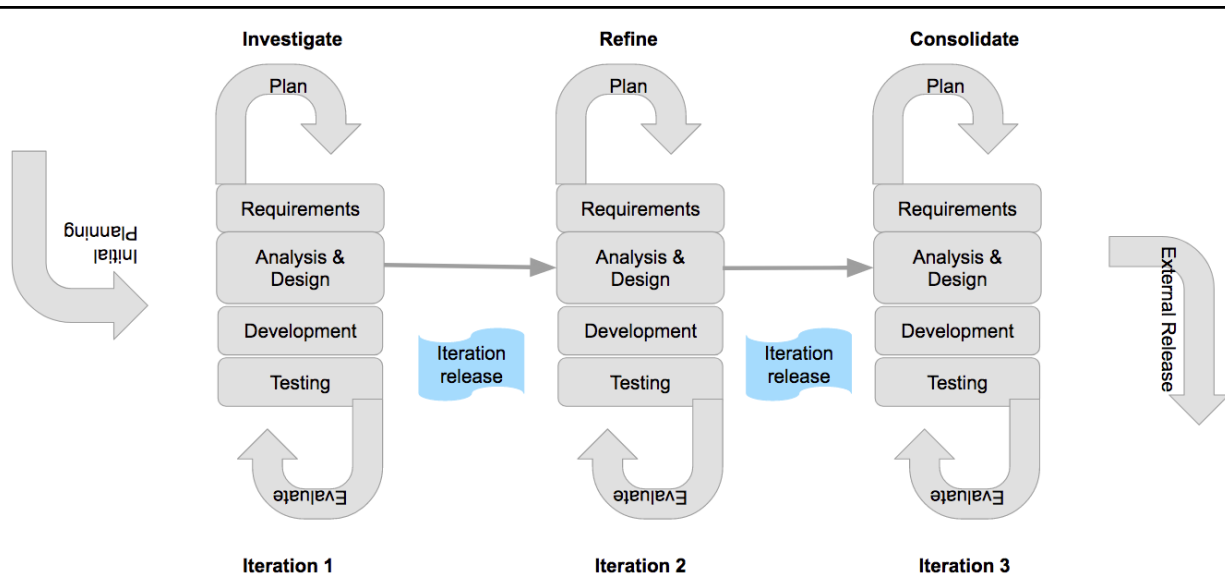 Investigate
Refine
Consolidate
Plan
Plan
Plan
Initial
Planning
Requirements
Analysis &
Design
Development
Testing
Evaluate
Iteration
release
Requirements
Analysis &
Design
Development
Testing
Evaluate
Iteration
release
Requirements
Analysis &
Design
Development
Testing
Evaluate
External Release
Iteration 1
Iteration 2
Iteration 3